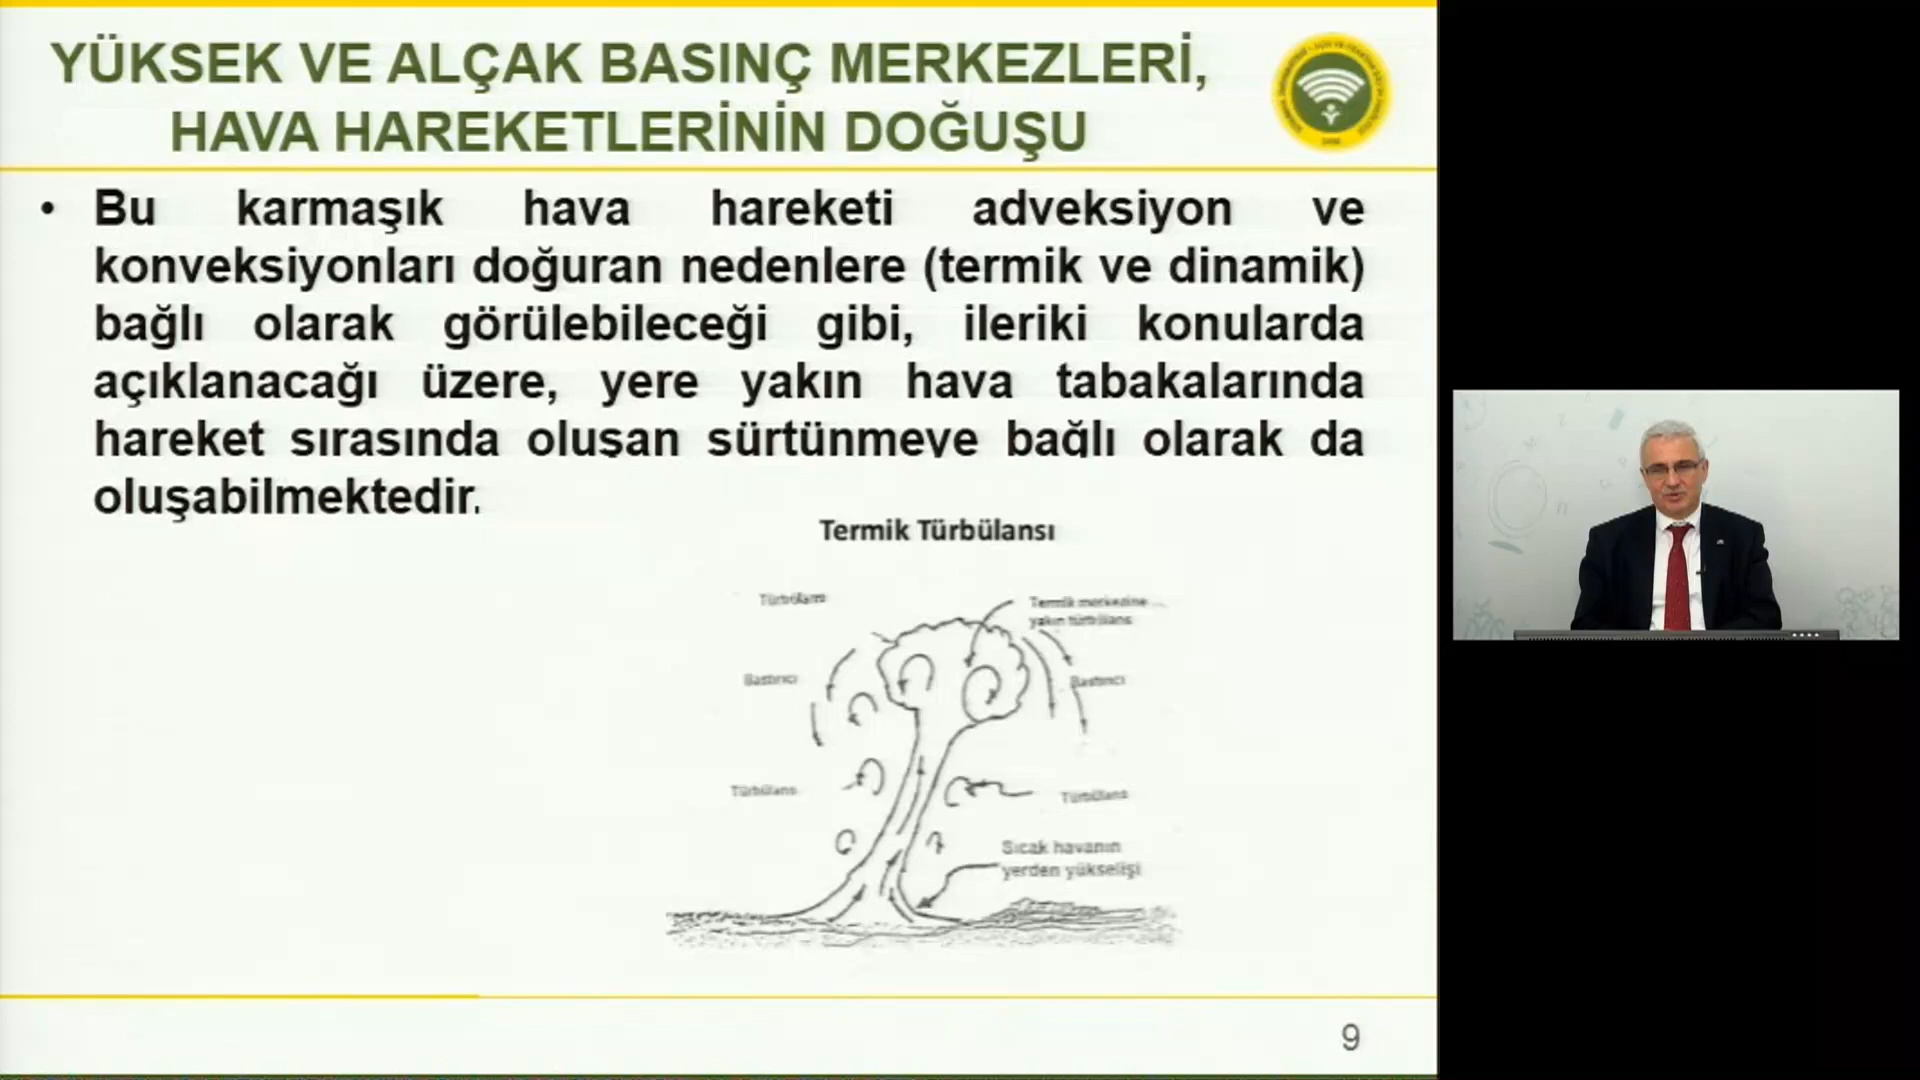 YÜKSEK VE ALÇAK BASINÇ MERKEZLERİ,
HAVA HAREKETLERİNİN DOĞUŞU
• Bu karmaşık hava hareketi adveksiyon ve
konveksiyonları doğuran nedenlere (termik ve dinamik)
bağlı olarak görülebileceği gibi, ileriki konularda
açıklanacağı üzere, yere yakın hava tabakalarında
hareket sırasında oluşan sürtünmeye bağlı olarak da
oluşabilmektedir.
Termik Türbülansı
Türbülans
Termik merkezine
yakın türbülans
Bastırıcı
Bastırıcı
Türbülans
Türbülans
Sıcak havanın
yerden yükselişi
9